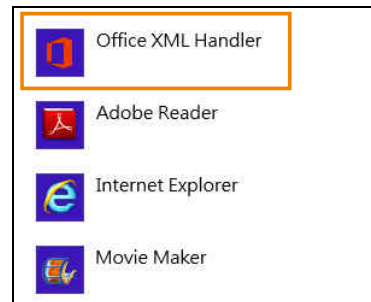 Office XML Handler
Adobe Reader
Internet Explorer
Movie Maker